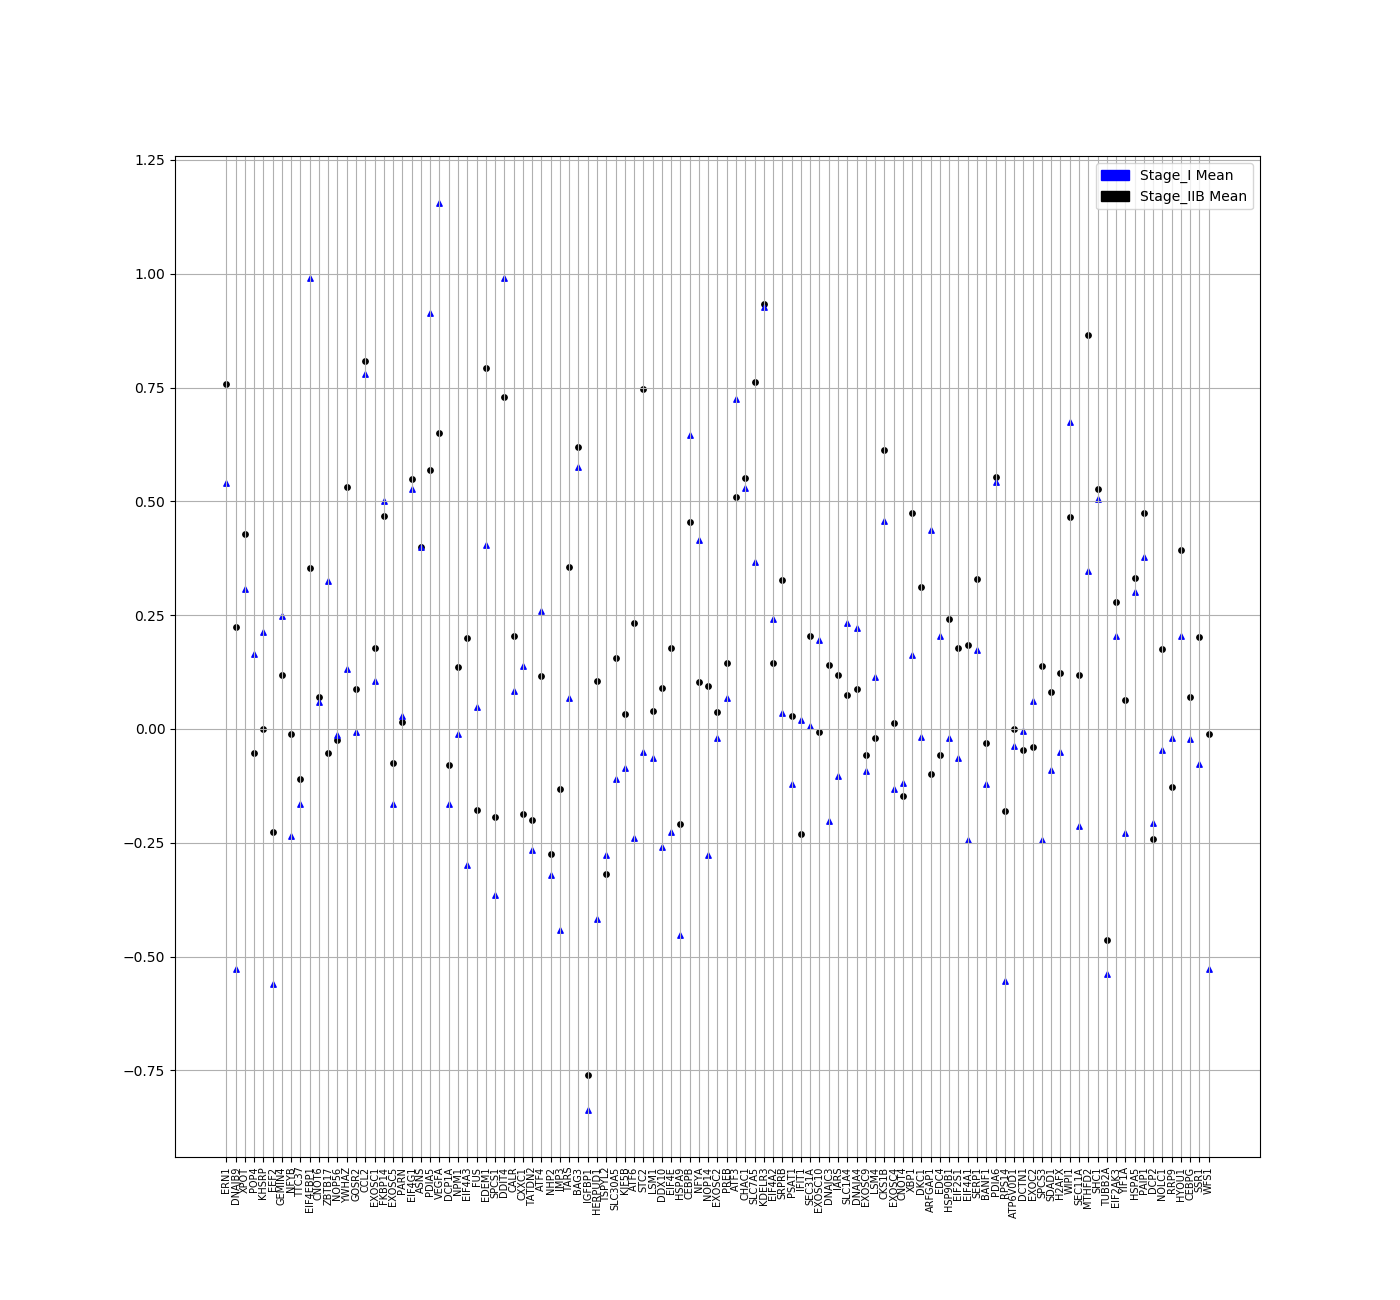 1.25
1.00
0.75
0.50
0.25
0.00
−0.25
−0.50
−0.75
Stage_I Mean
Stage_IIB Mean
ERN1
DNAJB9
XPOT
POP4
KHSRP
EEF2
GEMIN4
NFYB
TTC37
EIF4EBP1
CNOT6
ZBTB17
NOP56
YWHAZ
GOSR2
CCL2
EXOSC1
FKBP14
EXOSC5
PARN
EIF4G1
ASNS
PDIA5
VEGFA
DCP1A
NPM1
EIF4A3
FUS
EDEM1
TSPYL2
DDIT4
CALR
CXXC1
TATDN2
ATF4
NHP2
IMP3
TARS
BAG3
IGFBP1
HERPUD1
TSPYL2
SLC30A5
KIF5B
ATF6
STC2
LSM1
DDX10
EIF4E
HSPA9
CEBPB
NFYA
NOP14
EXOSC2
PREB
ATF3
CHAC1
SLC7A5
KDELR3
EIF4A2
SRPRB
PSAT1
IFIT1
SEC31A
EXOSC10
DNAJC3
IARS
SLC1A4
DNAJA4
EXOSC9
LSM4
CKS1B
EXOSC4
CNOT4
XBP1
DKC1
ARFGAP1
EDC4
HSP90B1
EIF2S1
EIF4A1
SERP1
BANF1
PDIA6
RPS14
ATP6V0D1
DCTN1
EXOC2
SPCS3
SDAD1
H2AFX
WIPI1
SEC11A
MTHFD2
SHC1
TUBB2A
EIF2AK3
YIF1A
HSPA5
PAIP1
DCP2
NOLC1
RRP9
HYOU1
CEBPG
SSR1
WFS1